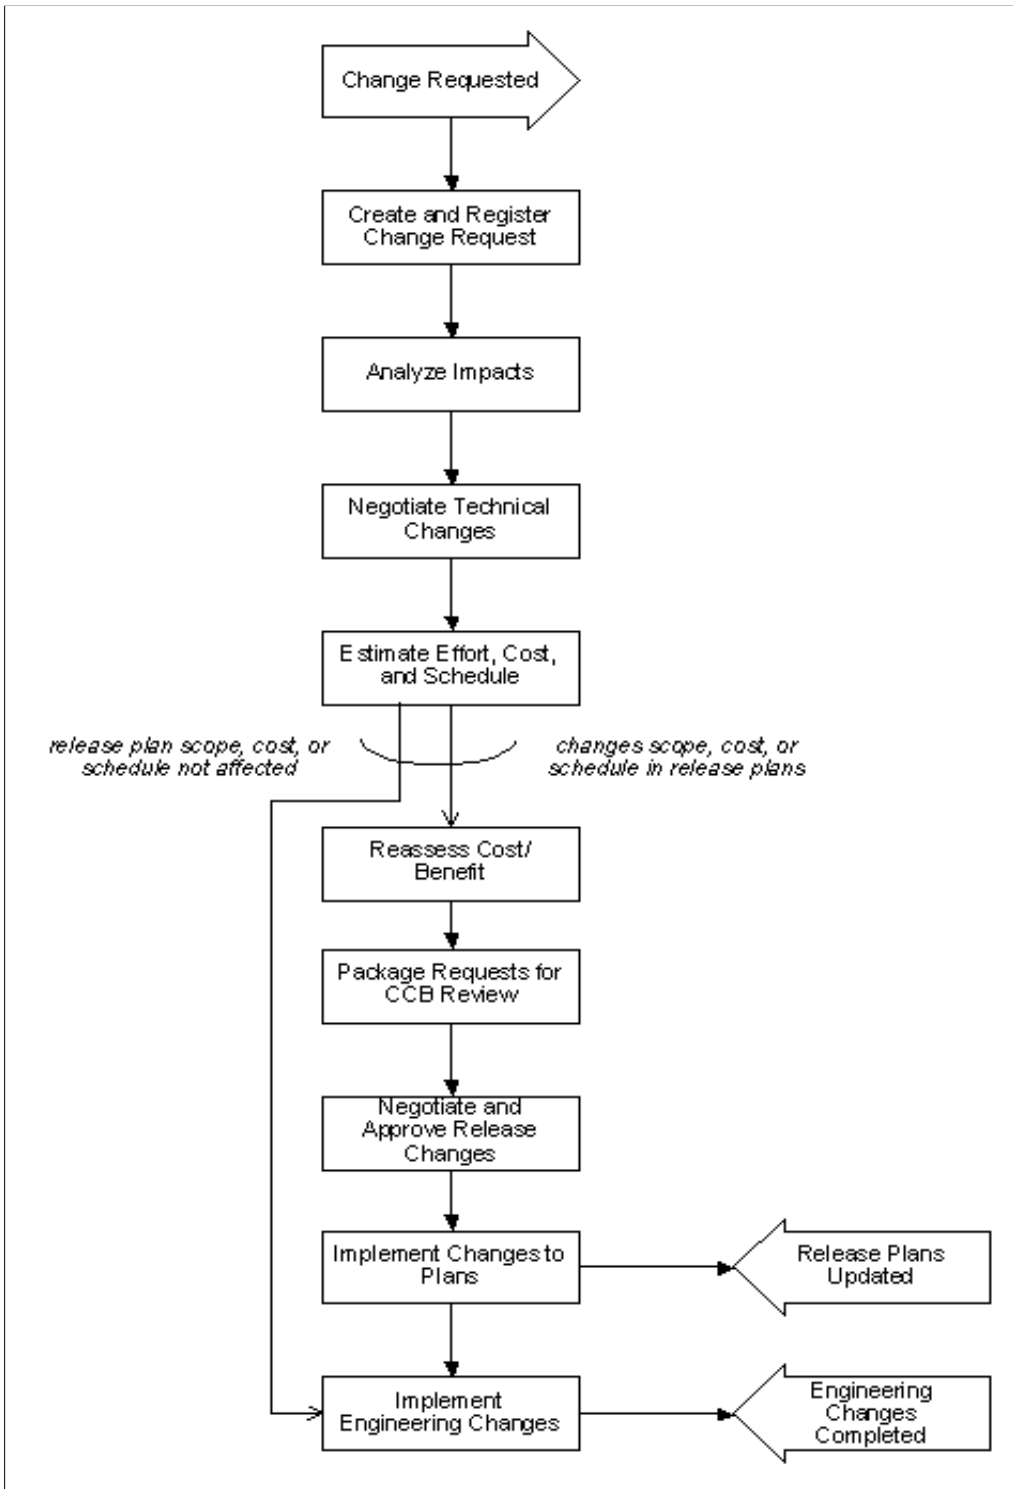 Change Requested
Create and Register
Change Request
Analyze Impacts
Negotiate Technical
Changes
Estimate Effort, Cost,
and Schedule
release plan scope, cost, or
schedule not affected
changes scope, cost, or
schedule in release plans
Reassess Cost/
Benefit
Package Requests for
CCB Review
Negotiate and
Approve Release
Changes
Implement Changes to
Plans
Release Plans
Updated
Implement
Engineering Changes
Engineering
Changes
Completed